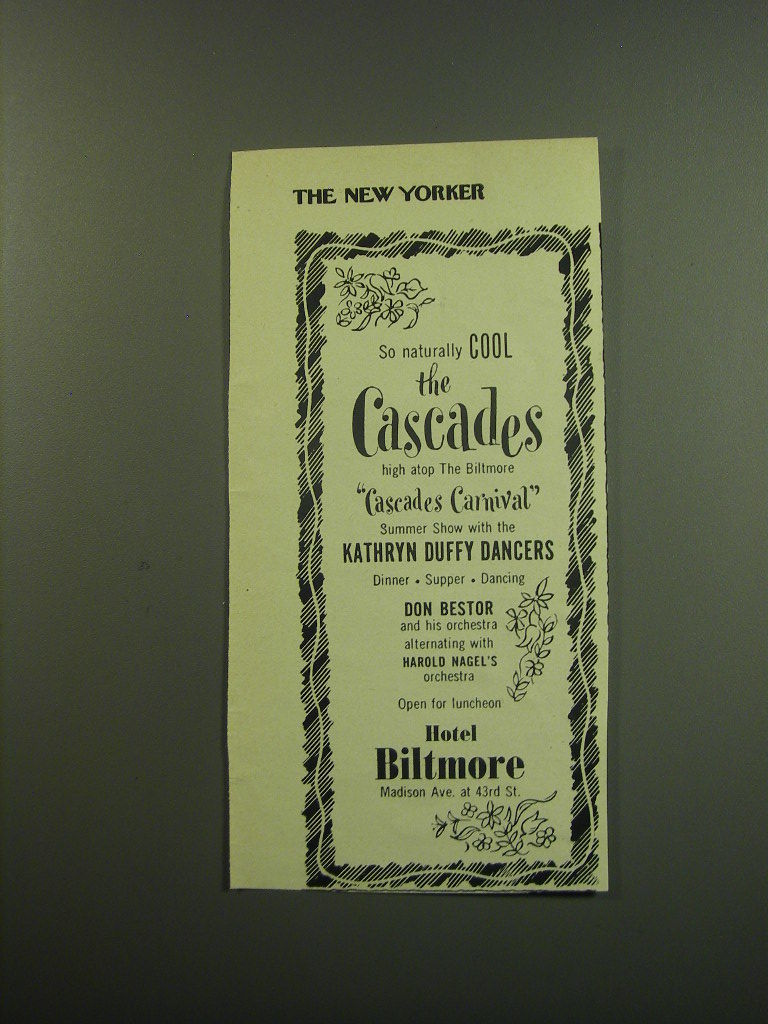 THE NEW YORKER
So naturally COOL
the
Cascades
high atop The Biltmore
"Cascades Carnival"
Summer Show with the
KATHRYN DUFFY DANCERS
Dinner • Supper • Dancing
DON BESTOR
and his orchestra
alternating with
HAROLD NAGEL'S
orchestra
Open for luncheon
Hotel
Biltmore
Madison Ave. at 43rd St.